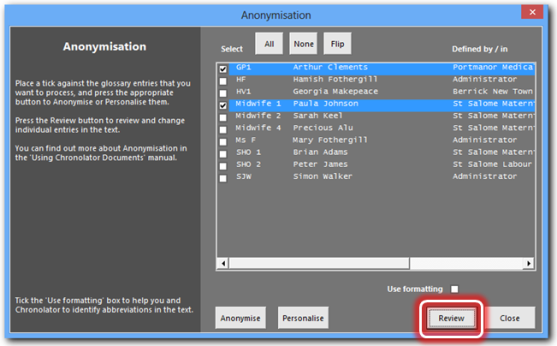 Anonymisation
Anonymisation
Place a tick against the glossary entries that you
want to process, and press the appropriate
button to Anonymise or Personalise them.
Press the Review button to review and change
individual entries in the text.
You can find out more about Anonymisation in
the 'Using Chronolator Documents' manual.
Tick the 'Use formatting' box to help you and
Chronolator to identify abbreviations in the text.
Select All None Flip Defined by / in
GP1 Arthur Clements Portmanor Medica
HF Hamish Fothergill Administrator
HV1 Georgia Makepeace Berrick New Town
Midwife 1 Paula Johnson St Salome Matern
Midwife 2 Sarah Keel St Salome Matern
Midwife 4 Precious Alu St Salome Matern
Ms F Mary Fothergill Administrator
SHO 1 Brian Adams St Salome Matern
SHO 2 Peter James St Salome Labour
SJW Simon Walker Administrator
Use formatting
Anonymise Personalise Review Close